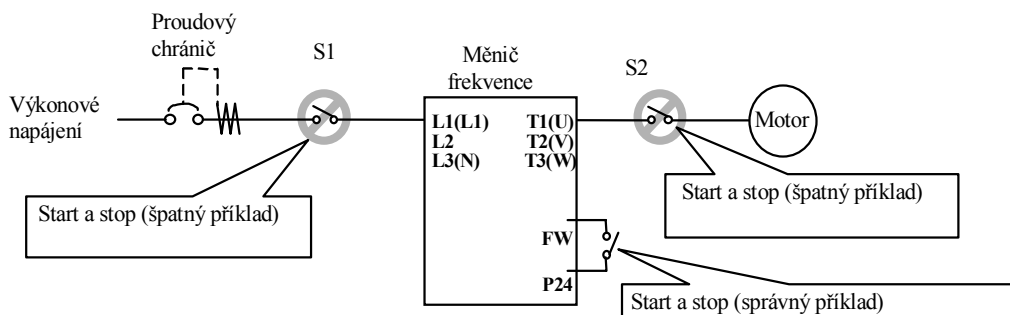 Proudový
chránič
S1
Měnič
frekvence
S2
Výkonové
napájení
L1(L1)
T1(U)
L2
T2(V)
L3(N)
T3(W)
Motor
Start a stop (špatný příklad)
Start a stop (špatný příklad)
FW
P24
Start a stop (správný příklad)